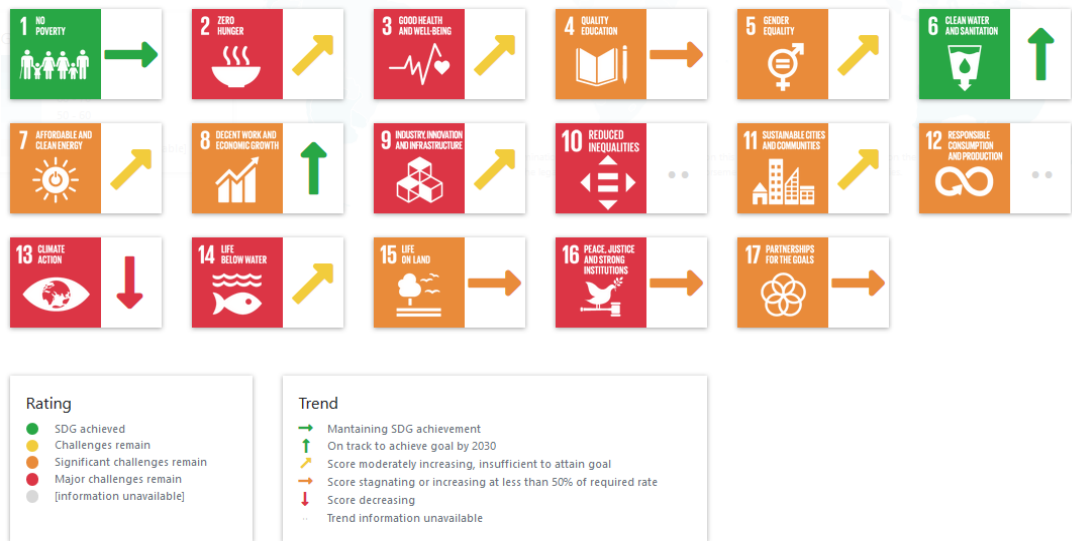 1 NO
POVERTY
2 ZERO
HUNGER
3 GOOD HEALTH
AND WELL-BEING
4 QUALITY
EDUCATION
5 GENDER
EQUALITY
6 CLEAN WATER
AND SANITATION
7 AFFORDABLE AND
CLEAN ENERGY
8 DECENT WORK AND
ECONOMIC GROWTH
9 INDUSTRY, INNOVATION
AND INFRASTRUCTURE
10 REDUCED
INEQUALITIES
11 SUSTAINABLE CITIES
AND COMMUNITIES
12 RESPONSIBLE
CONSUMPTION
AND PRODUCTION
13 CLIMATE
ACTION
14 LIFE
BELOW WATER
15 LIFE
ON LAND
16 PEACE, JUSTICE
AND STRONG
INSTITUTIONS
17 PARTNERSHIPS
FOR THE GOALS
Rating
SDG achieved
Challenges remain
Significant challenges remain
Major challenges remain
[information unavailable]
Trend
Mantaining SDG achievement
On track to achieve goal by 2030
Score moderately increasing, insufficient to attain goal
Score stagnating or increasing at less than 50% of required rate
Score decreasing
Trend information unavailable